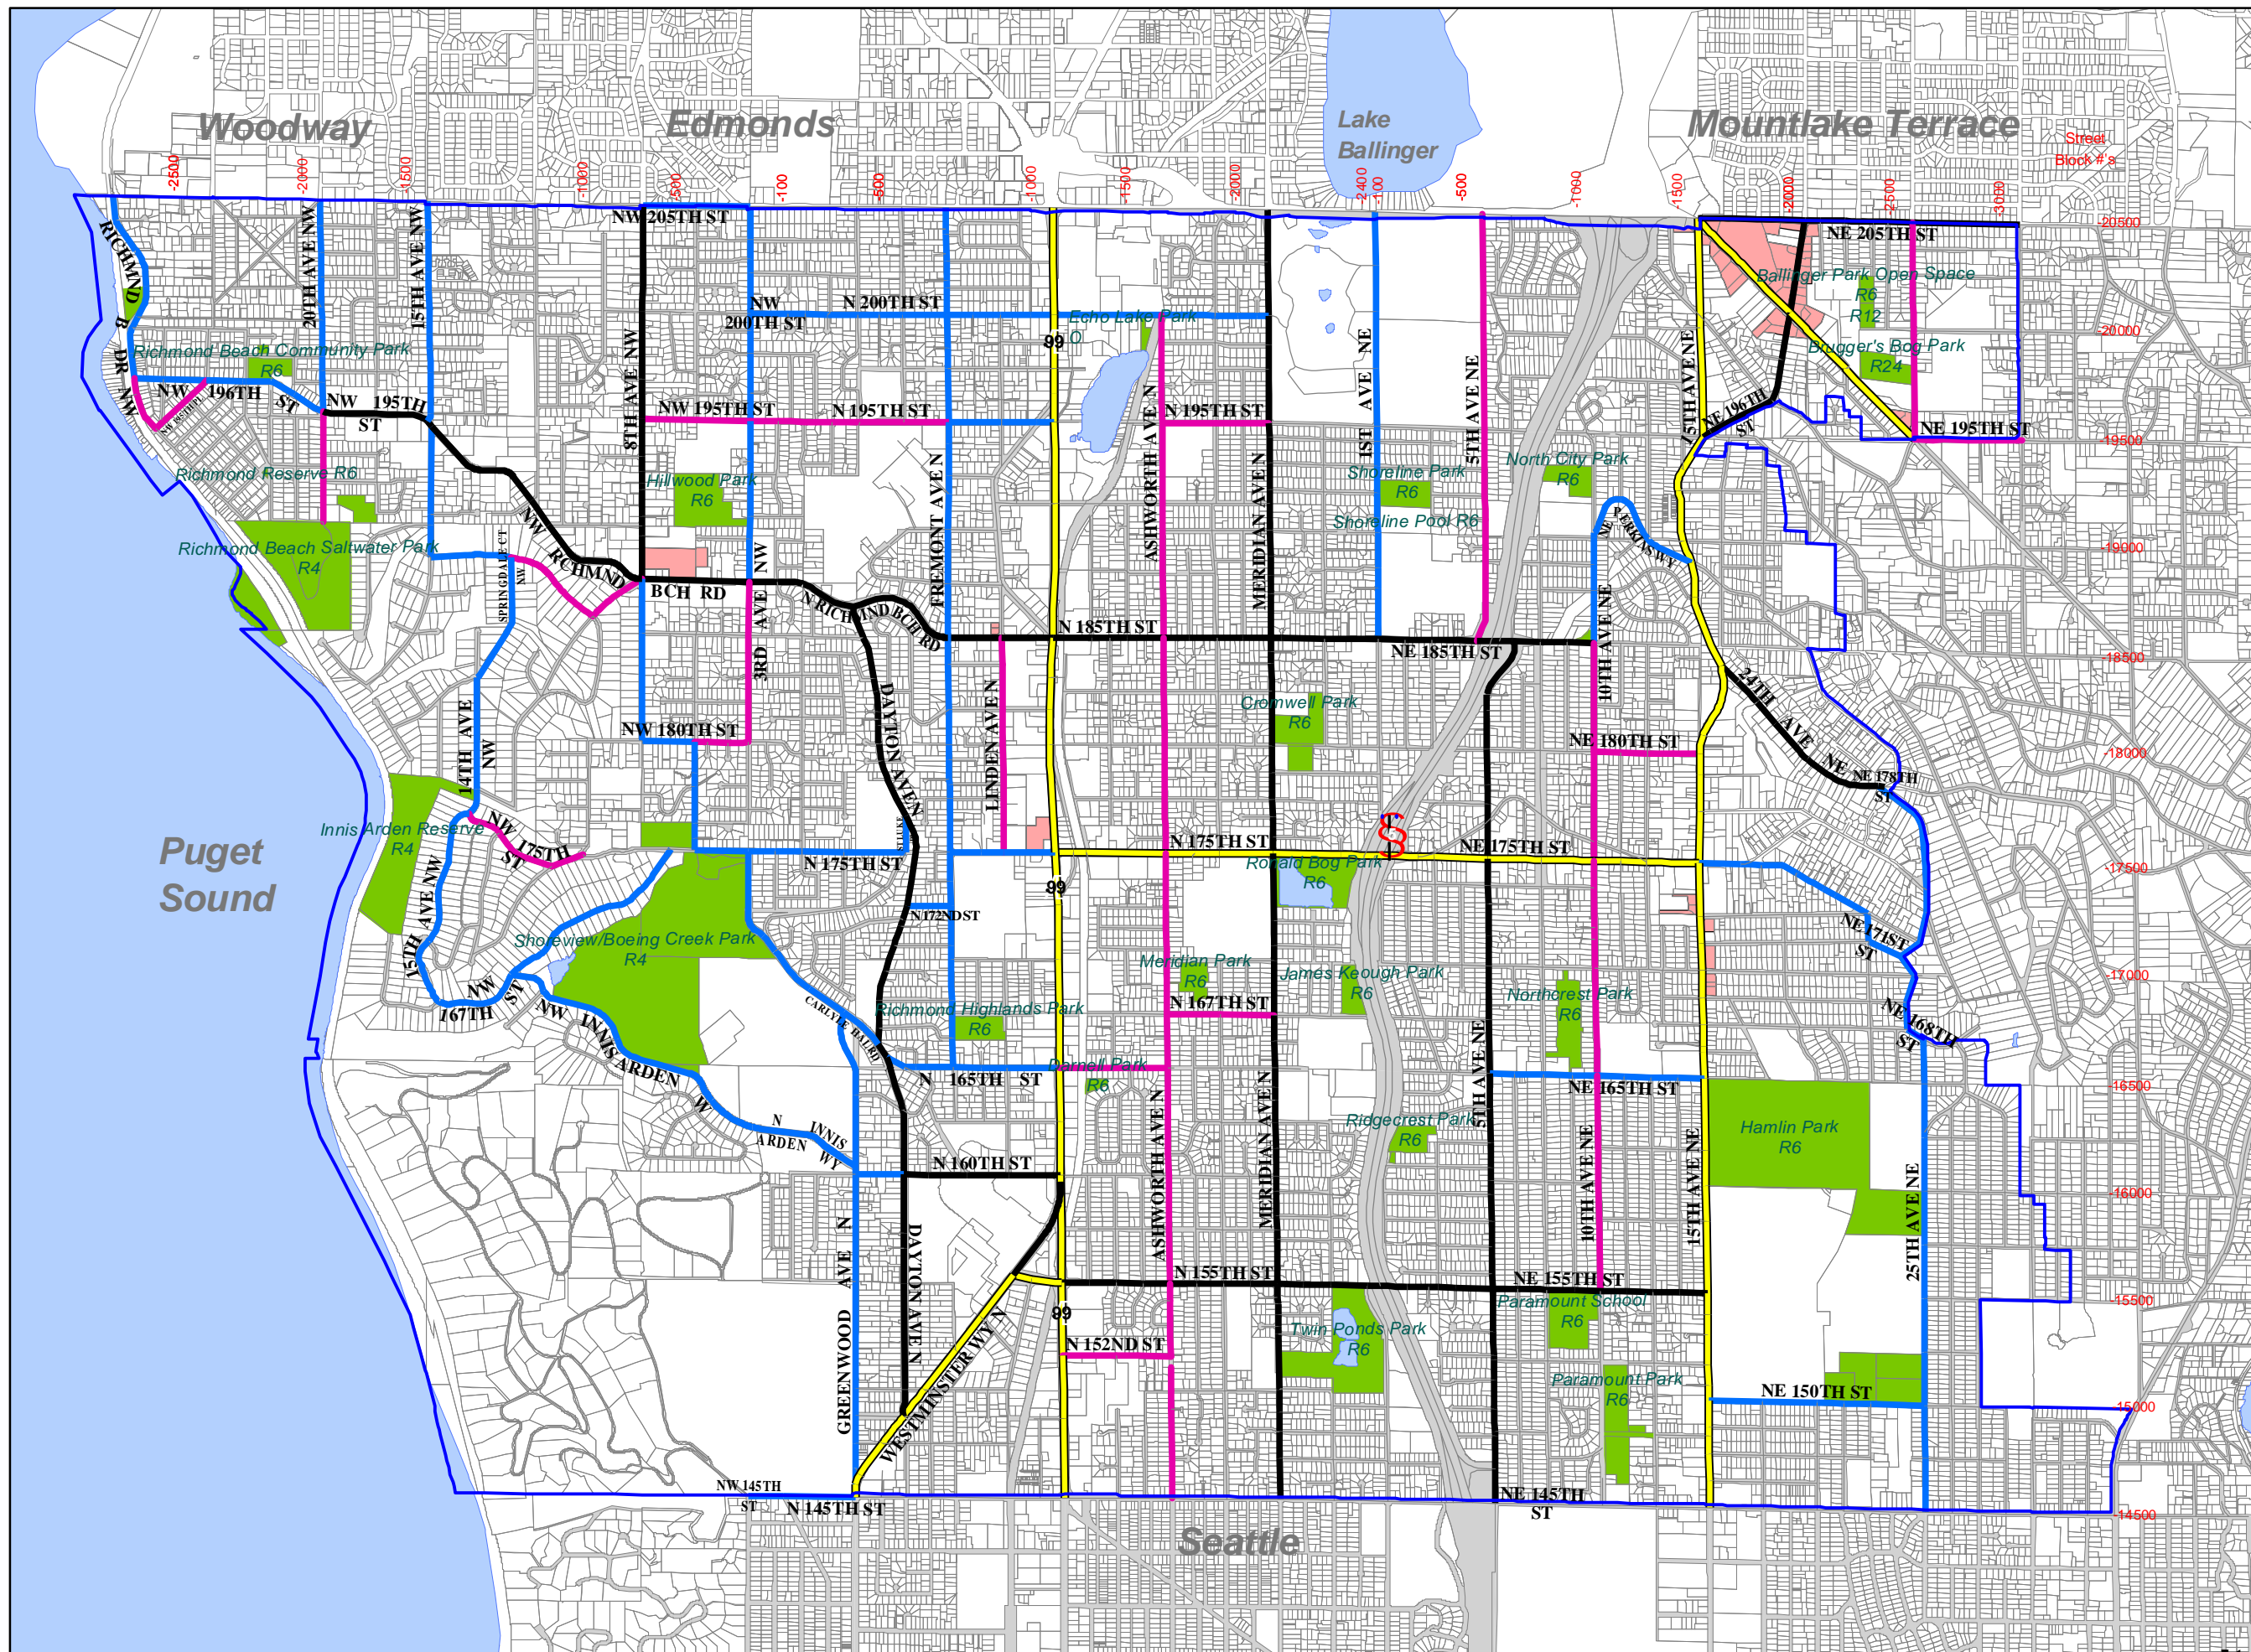 Woodway
Edmonds
Lake
Ballinger
Mountlake Terrace
Street
Block #'s
-2500
-2000
-1500
-1000
-500
-100
-500
-1000
-1500
-2000
-2400
-100
-500
-1000
-1500
-2000
-2500
-3000
NW 205TH ST
NE 205TH ST
-20500
RICHMND B DR NW
20TH AVE NW
15TH AVE NW
8TH AVE NW
NW
200TH ST
N 200TH ST
Echo Lake Park
O
99
Ballinger Park Open Space
R6
R12
-20000
Richmond Beach Community Park
R6
Brugger's Bog Park
R24
NW 196TH ST
NW 195TH
ST
NW 195TH ST
N 195TH ST
N 195TH ST
NE 196TH
ST
NE 195TH ST
-19500
15TH AVE NE
1ST AVE NE
5TH AVE NE
ASHWORTH AVE N
MERIDIAN AVE N
FREMONT AVE N
Richmond Reserve R6
Hillwood Park
R6
Shoreline Park
R6
North City Park
R6
Shoreline Pool R6
NE PERKINS WY
Richmond Beach Saltwater Park
R4
SPRINGDALE CT
NW
NW RCHMND
BCH RD
3RD AVE NW
N RICHMND BCH RD
-19000
N 185TH ST
NE 185TH ST
10TH AVE NE
-18500
24TH AVE NE
Cromwell Park
R6
DAYTON AVE N
LINDEN AVE N
NW 180TH ST
NE 180TH ST
-18000
NE 178TH
ST
14TH AVE
NW
Innis Arden Reserve
R4
NW 175TH
ST
N 175TH ST
N 175TH ST
NE 175TH ST
-17500
Ronald Bog Park
R6
99
Puget
Sound
15TH AVE NW
N 172ND ST
NE 171ST
ST
Shoreview/Boeing Creek Park
R4
Meridian Park
R6
James Keough Park
R6
-17000
NW
167TH ST
N 167TH ST
Northcrest Park
R6
NW INNIS ARDEN W
CARLYLE HALL RD
Richmond Highlands Park
R6
NE 168TH
ST
Darnell Park
R6
N 165TH ST
NE 165TH ST
-16500
N INNIS
ARDEN WY
ASHWORTH AVE N
MERIDIAN AVE N
5TH AVE NE
Ridgecrest Park
R6
Hamlin Park
R6
N 160TH ST
10TH AVE NE
15TH AVE NE
25TH AVE NE
-16000
GREENWOOD AVE N
DAYTON AVE N
N 155TH ST
NE 155TH ST
-15500
99
WESTMINSTER WY N
Paramount School
R6
Twin Ponds Park
R6
N 152ND ST
Paramount Park
R6
NE 150TH ST
-15000
NW 145TH
ST
N 145TH ST
NE 145TH
ST
-14500
Seattle